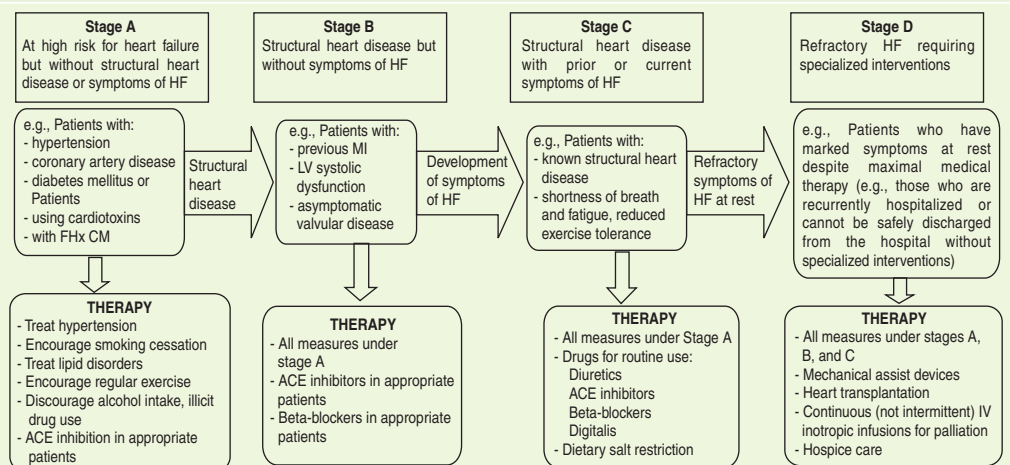 Stage A
At high risk for heart failure
but without structural heart
disease or symptoms of HF
Stage B
Structural heart disease but
without symptoms of HF
Stage C
Structural heart disease
with prior or current
symptoms of HF
Stage D
Refractory HF requiring
specialized interventions
e.g., Patients with:
- hypertension
- coronary artery disease
- diabetes mellitus or
Patients
- using cardiotoxins
- with FHx CM
Structural
heart
disease
e.g., Patients with:
- previous MI
- LV systolic
dysfunction
- asymptomatic
valvular disease
Development
of symptoms
of HF
e.g., Patients with:
- known structural heart
disease
- shortness of breath
and fatigue, reduced
exercise tolerance
Refractory
symptoms of
HF at rest
e.g., Patients who have
marked symptoms at rest
despite maximal medical
therapy (e.g., those who are
recurrently hospitalized or
cannot be safely discharged
from the hospital without
specialized interventions)
THERAPY
- Treat hypertension
- Encourage smoking cessation
- Treat lipid disorders
- Encourage regular exercise
- Discourage alcohol intake, illicit
drug use
- ACE inhibition in appropriate
patients
THERAPY
- All measures under
stage A
- ACE inhibitors in appropriate
patients
- Beta-blockers in appropriate
patients
THERAPY
- All measures under Stage A
- Drugs for routine use:
Diuretics
ACE inhibitors
Beta-blockers
Digitalis
- Dietary salt restriction
THERAPY
- All measures under stages A,
B, and C
- Mechanical assist devices
- Heart transplantation
- Continuous (not intermittent) IV
inotropic infusions for palliation
- Hospice care